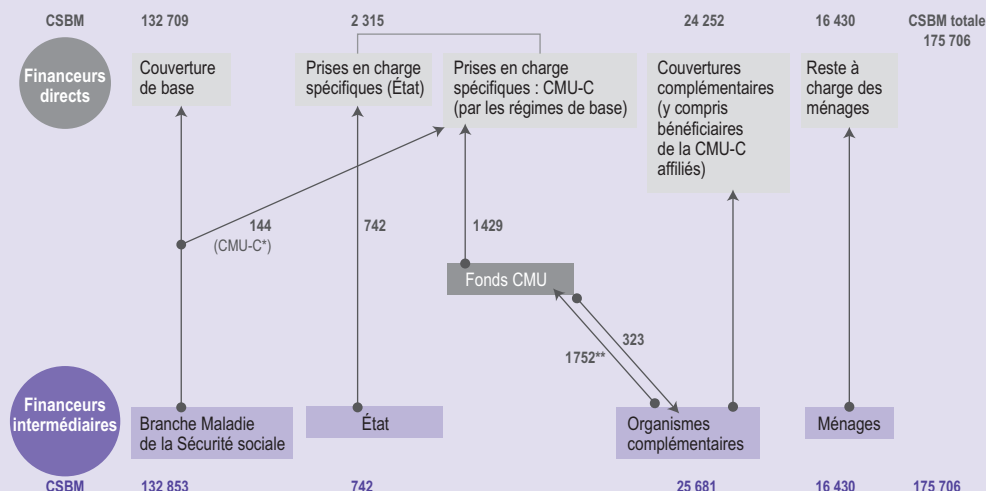 CSBM 132 709 2 315 24 252 16 430 CSBM totale
175 706
Financeurs
directs
Couverture
de base
Prises en charge
spécifiques (État)
Prises en charge
spécifiques : CMU-C
(par les régimes de base)
Couvertures
complémentaires
(y compris
bénéficiaires
de la CMU-C
affiliés)
Reste à
charge des
ménages
144
(CMU-C*)
742
1429
Fonds CMU
323
1752**
Financeurs
intermédiaires
Branche Maladie
de la Sécurité sociale
État
Organismes
complémentaires
Ménages
CSBM 132 853 742 25 681 16 430 175 706